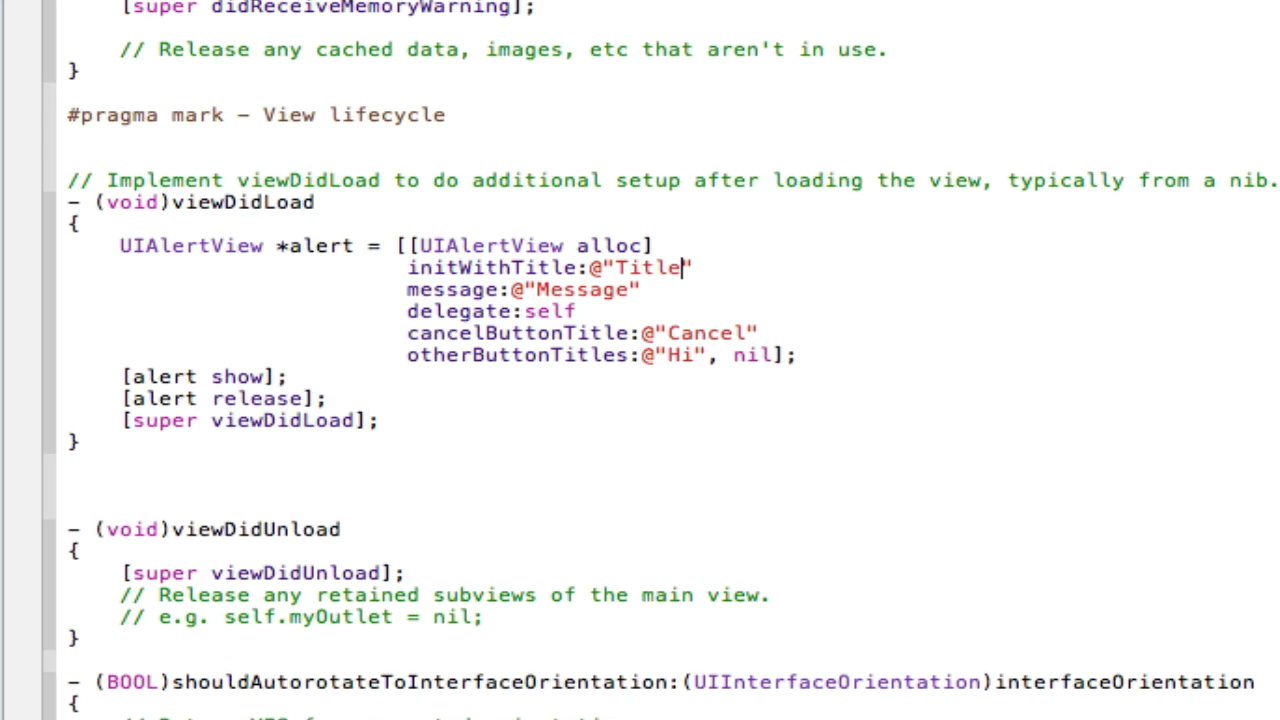 [super didReceiveMemoryWarning];
// Release any cached data, images, etc that aren't in use.
}
#pragma mark - View lifecycle
// Implement viewDidLoad to do additional setup after loading the view, typically from a nib.
- (void)viewDidLoad
{
UIAlertView *alert = [[UIAlertView alloc]
initWithTitle:@"Title"
message:@"Message"
delegate:self
cancelButtonTitle:@"Cancel"
otherButtonTitles:@"Hi", nil];
[alert show];
[alert release];
[super viewDidLoad];
}
- (void)viewDidUnload
{
[super viewDidUnload];
// Release any retained subviews of the main view.
// e.g. self.myOutlet = nil;
}
- (BOOL)shouldAutorotateToInterfaceOrientation:(UIInterfaceOrientation)interfaceOrientation
{